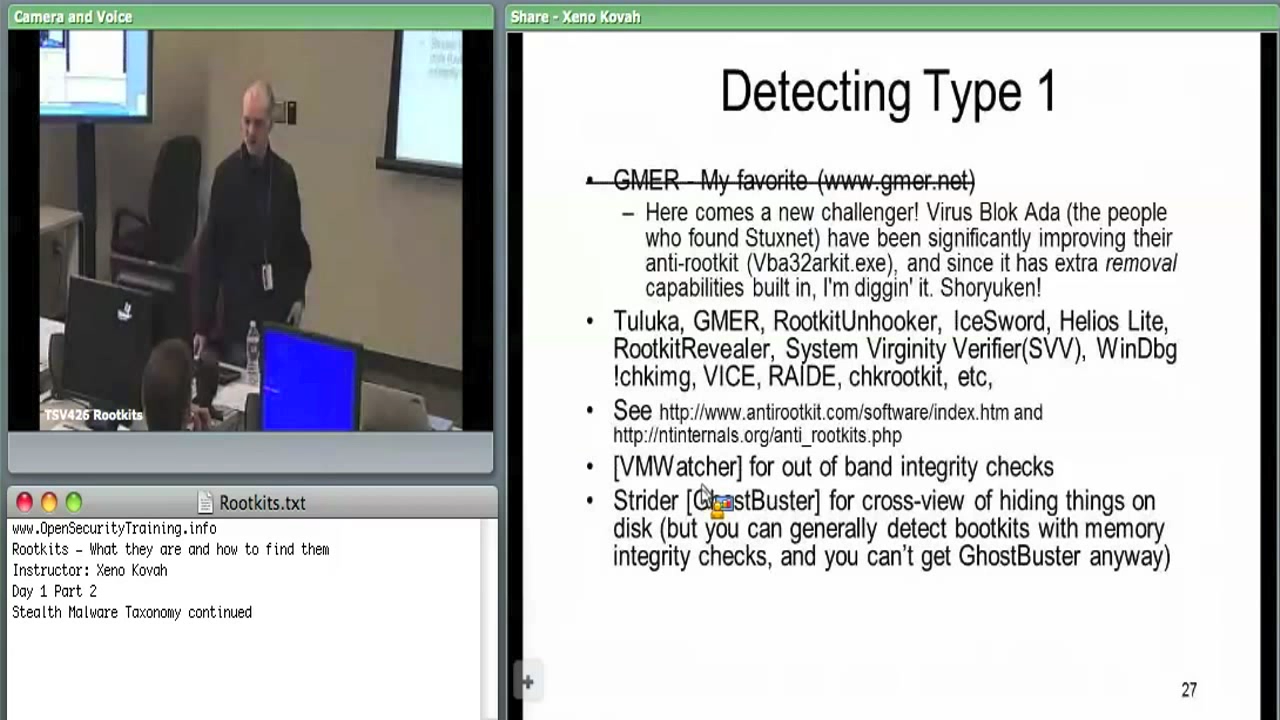 Camera and Voice
TSV426 Rootkits
Rootkits.txt
www.OpenSecurityTraining.info
Rootkits – What they are and how to find them
Instructor: Xeno Kovah
Day 1 Part 2
Stealth Malware Taxonomy continued
Share - Xeno Kovah
Detecting Type 1
• GMER - My favorite (www.gmer.net)
– Here comes a new challenger! Virus Blok Ada (the people
who found Stuxnet) have been significantly improving their
anti-rootkit (Vba32arkit.exe), and since it has extra removal
capabilities built in, I'm diggin' it. Shoryuken!
• Tuluka, GMER, RootkitUnhooker, IceSword, Helios Lite,
RootkitRevealer, System Virginity Verifier(SVV), WinDbg
!chkimg, VICE, RAIDE, chkrootkit, etc,
• See http://www.antirootkit.com/software/index.htm and
http://ntinternals.org/anti_rootkits.php
• [VMWatcher] for out of band integrity checks
• Strider [GhostBuster] for cross-view of hiding things on
disk (but you can generally detect bootkits with memory
integrity checks, and you can't get GhostBuster anyway)
27